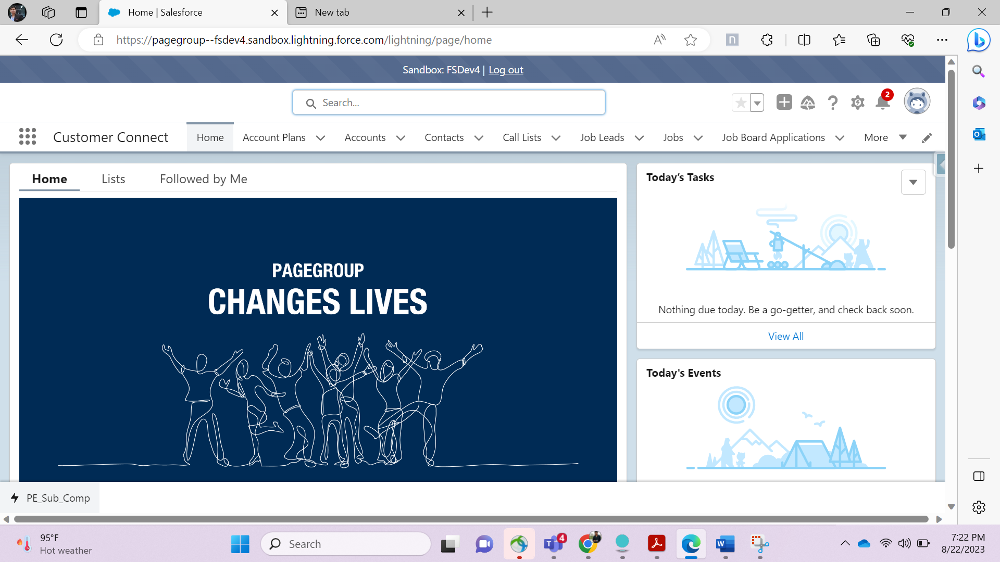 Home | Salesforce
New tab
https://pagegroup--fsdev4.sandbox.lightning.force.com/lightning/page/home
Sandbox: FSDev4 | Log out
Search...
2
Customer Connect
Home
Account Plans
Accounts
Contacts
Call Lists
Job Leads
Jobs
Job Board Applications
More
Home
Lists
Followed by Me
PAGEGROUP
CHANGES LIVES
Today’s Tasks
Nothing due today. Be a go-getter, and check back soon.
View All
Today's Events
PE_Sub_Comp
95°F
Hot weather
Search
4
7:22 PM
8/22/2023